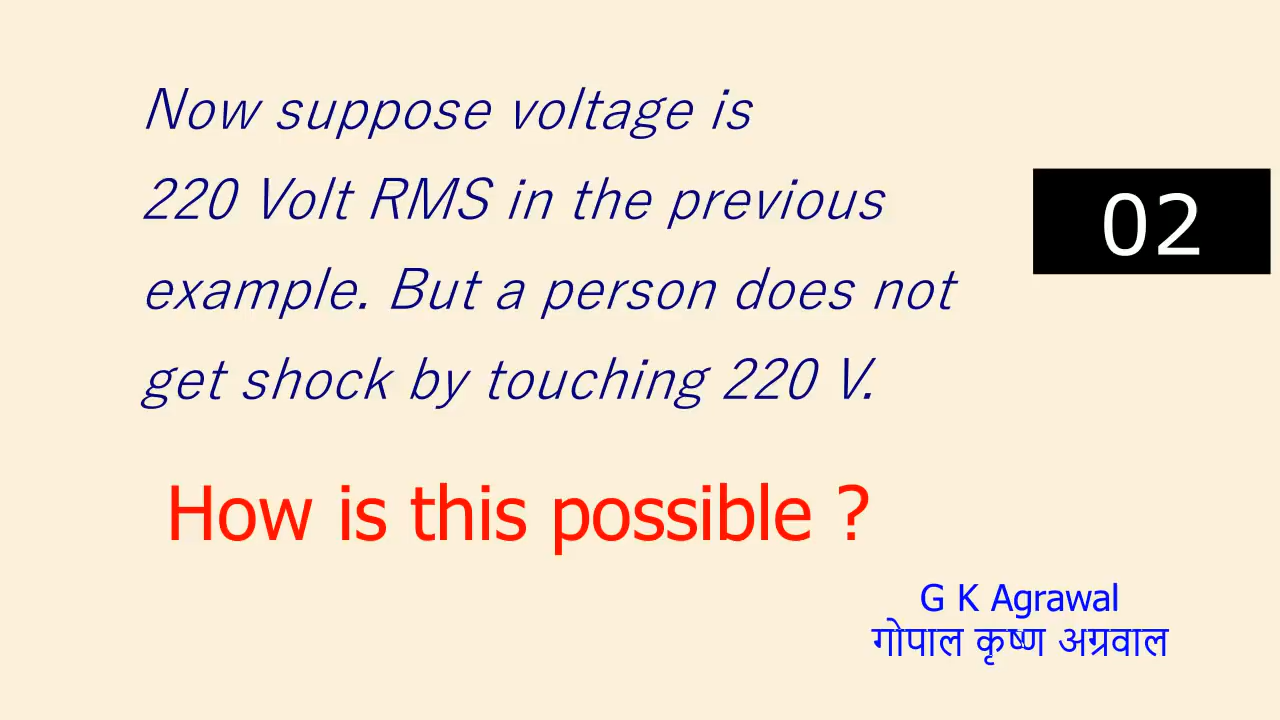 Now suppose voltage is
220 Volt RMS in the previous
02
example. But a person does not
get shock by touching 220 V.
How is this possible ?
G K Agrawal
गोपाल कृष्ण अग्रवाल